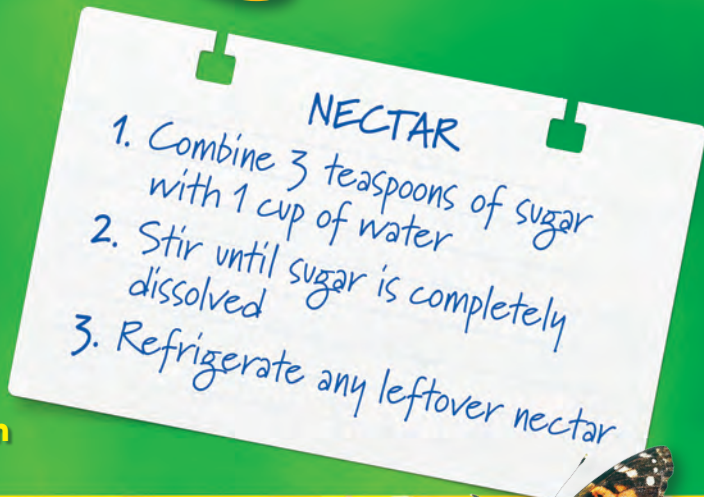 NECTAR
1. Combine 3 teaspoons of sugar
with 1 cup of water
2. Stir until sugar is completely
dissolved
3. Refrigerate any leftover nectar